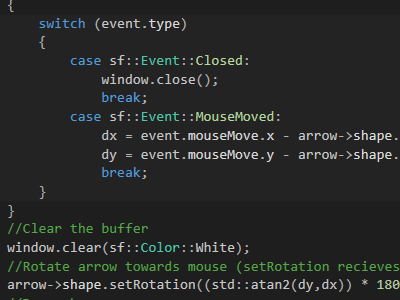 {
switch (event.type)
{
case sf::Event::Closed:
window.close();
break;
case sf::Event::MouseMoved:
dx = event.mouseMove.x - arrow->shape.
dy = event.mouseMove.y - arrow->shape.
break;
}
}
//Clear the buffer
window.clear(sf::Color::White);
//Rotate arrow towards mouse (setRotation recieves
arrow->shape.setRotation((std::atan2(dy,dx)) * 180